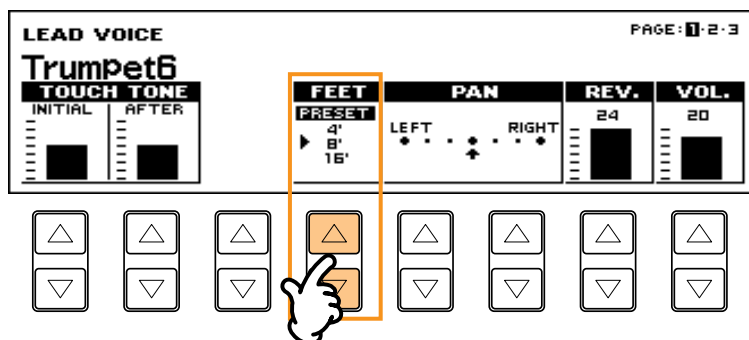 LEAD VOICE
PAGE:1·2·3
Trumpet6
TOUCH TONE
INITIAL AFTER
FEET
PRESET
4'
8'
16'
PAN
LEFT RIGHT
REV.
24
VOL.
20